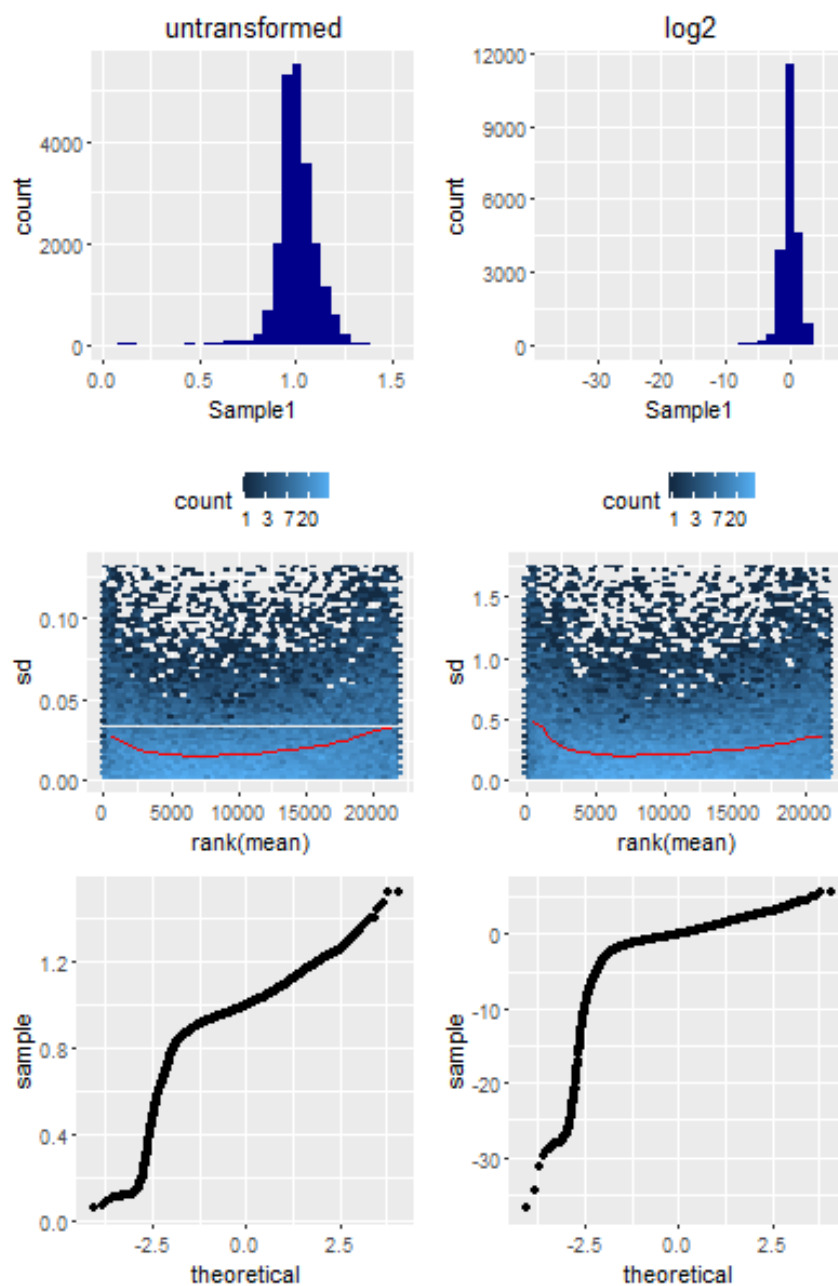 untransformed log2
12000
9000
6000
3000
0
4000
2000
0
count
count
0.0 0.5 1.0 1.5
-30 -20 -10 0
Sample1
Sample1
count 1 3 7 20
count 1 3 7 20
0.10
0.05
0.00
sd
1.5
1.0
0.5
0.0
sd
0 5000 10000 15000 20000
0 5000 10000 15000 20000
rank(mean)
rank(mean)
1.2
0.8
0.4
0.0
sample
0
-10
-20
-30
sample
-2.5 0.0 2.5
-2.5 0.0 2.5
theoretical
theoretical